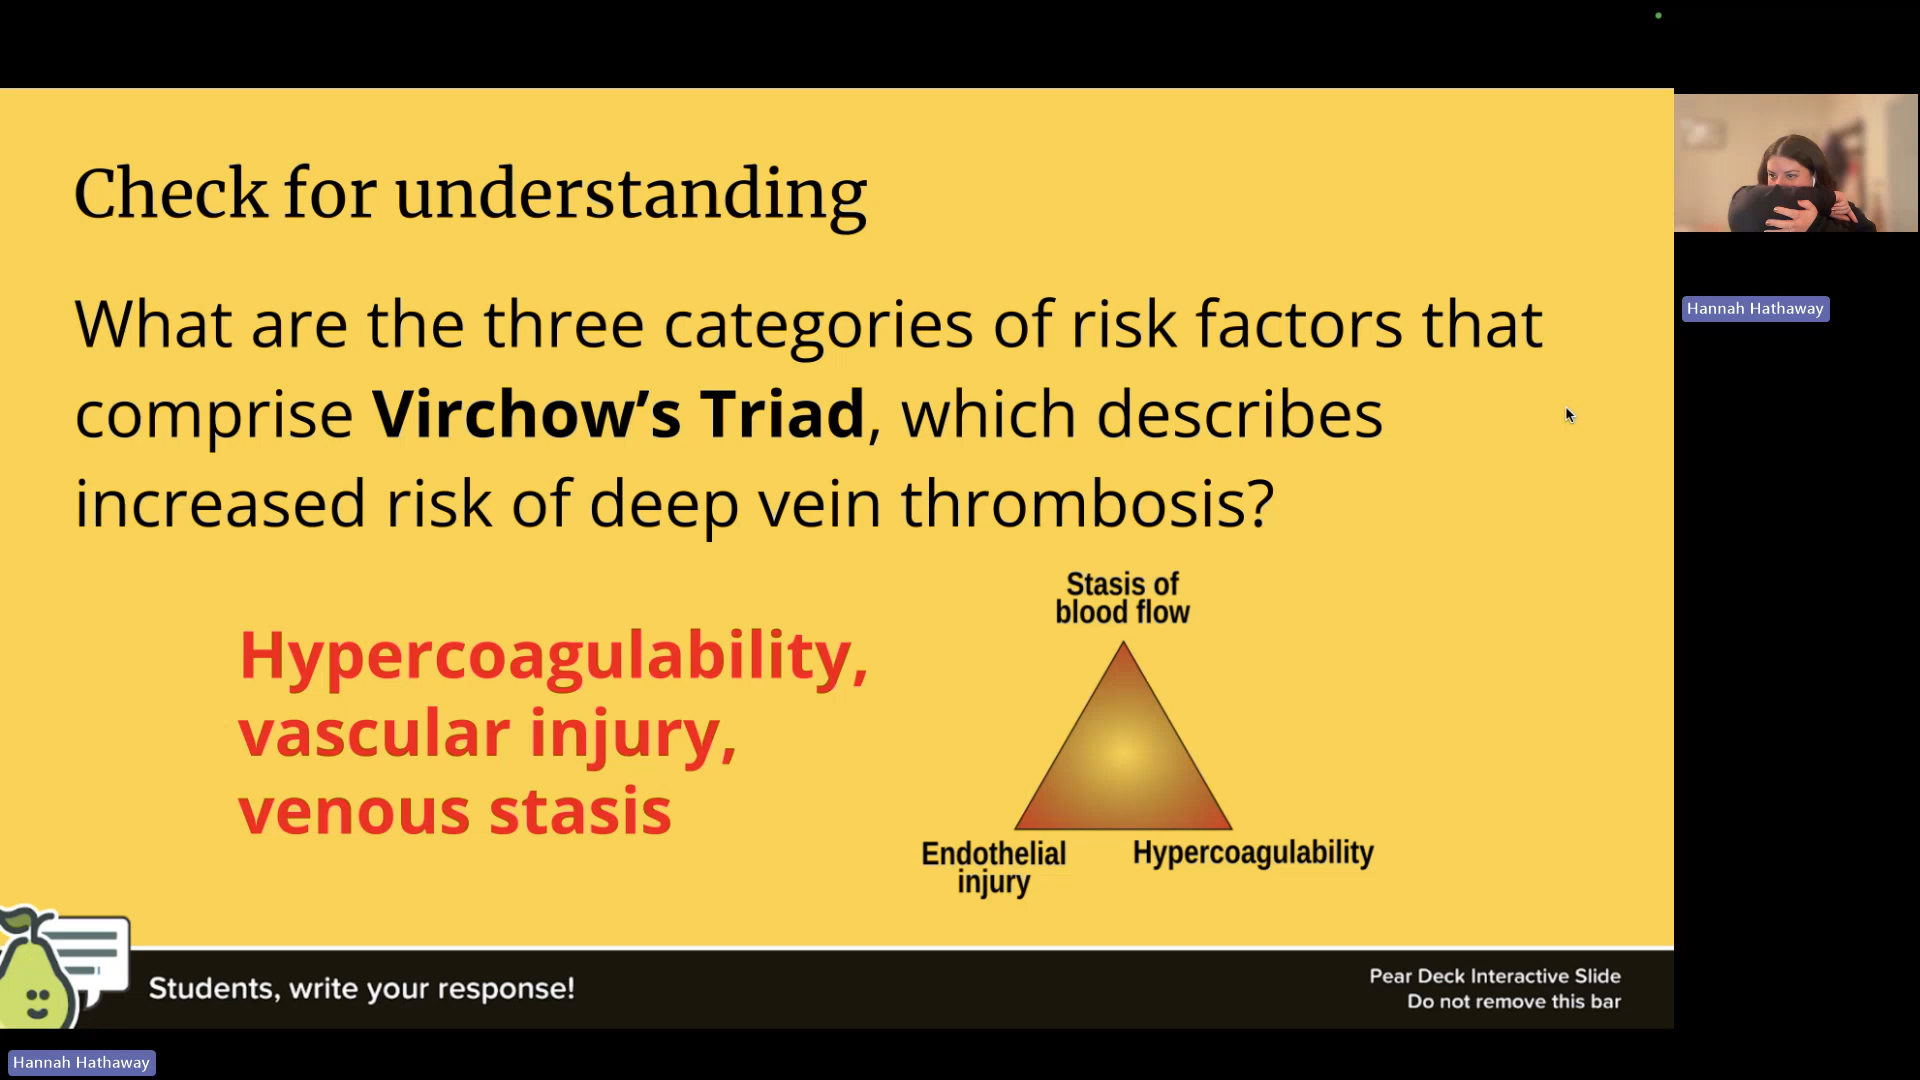 Check for understanding
What are the three categories of risk factors that
comprise Virchow’s Triad, which describes
increased risk of deep vein thrombosis?
Hypercoagulability,
vascular injury,
venous stasis
Stasis of
blood flow
Endothelial
injury
Hypercoagulability
Students, write your response!
Pear Deck Interactive Slide
Do not remove this bar
Hannah Hathaway
Hannah Hathaway